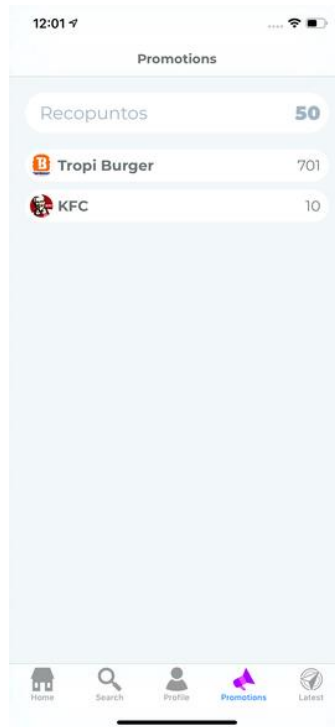 12:01
Promotions
Recopuntos 50
Tropi Burger 701
KFC 10
Home Search Profile Promotions Latest